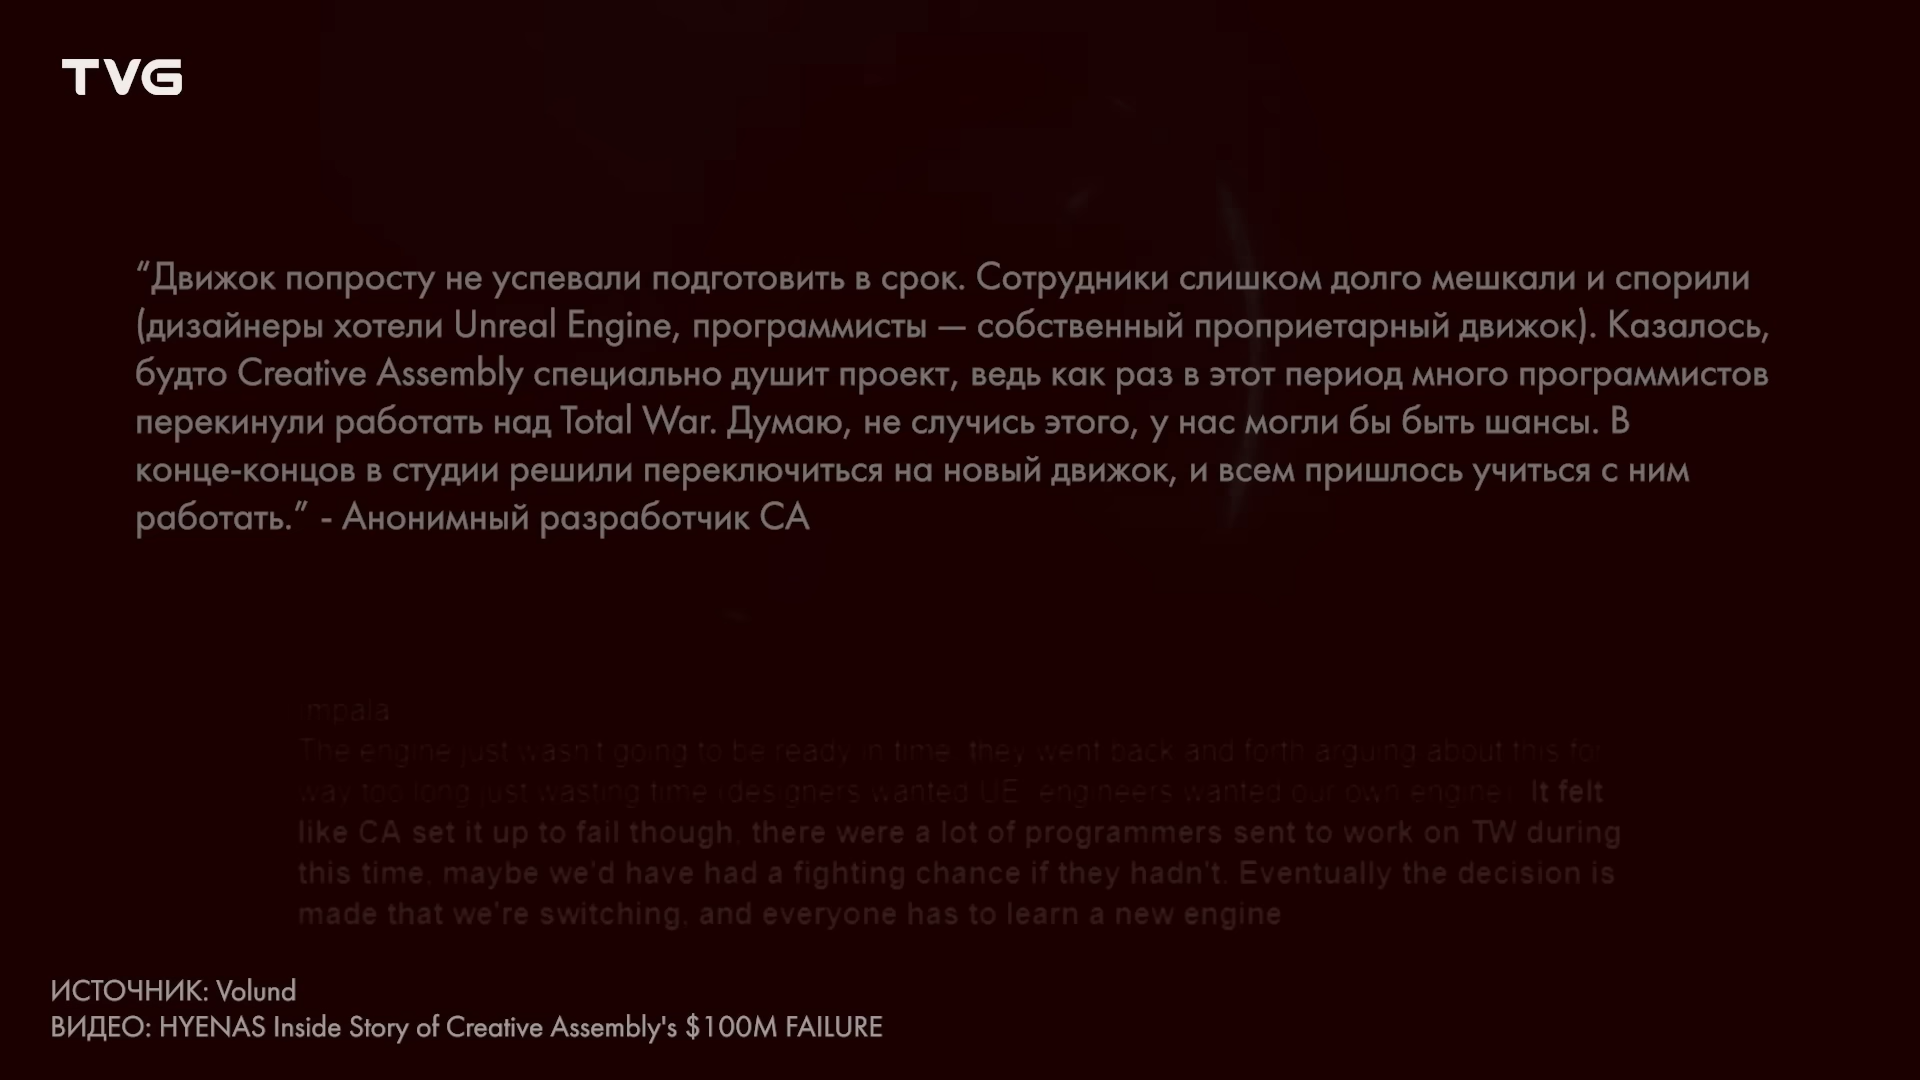 TVG
“Движок попросту не успевали подготовить в срок. Сотрудники слишком долго мешкали и спорили
(дизайнеры хотели Unreal Engine, программисты — собственный проприетарный движок). Казалось,
будто Creative Assembly специально душит проект, ведь как раз в этот период много программистов
перекинули работать над Total War. Думаю, не случись этого, у нас могли бы быть шансы. В
конце-концов в студии решили переключиться на новый движок, и всем пришлось учиться с ним
работать.” - Анонимный разработчик CA
mpala
The engine just wasn't going to be ready in time, they went back and forth arguing about this for
way too long just wasting time (designers wanted UE, engineers wanted our own engine). It felt
like CA set it up to fail though, there were a lot of programmers sent to work on TW during
this time, maybe we'd have had a fighting chance if they hadn't. Eventually the decision is
made that we're switching, and everyone has to learn a new engine
ИСТОЧНИК: Volund
ВИДЕО: HYENAS Inside Story of Creative Assembly's $100M FAILURE